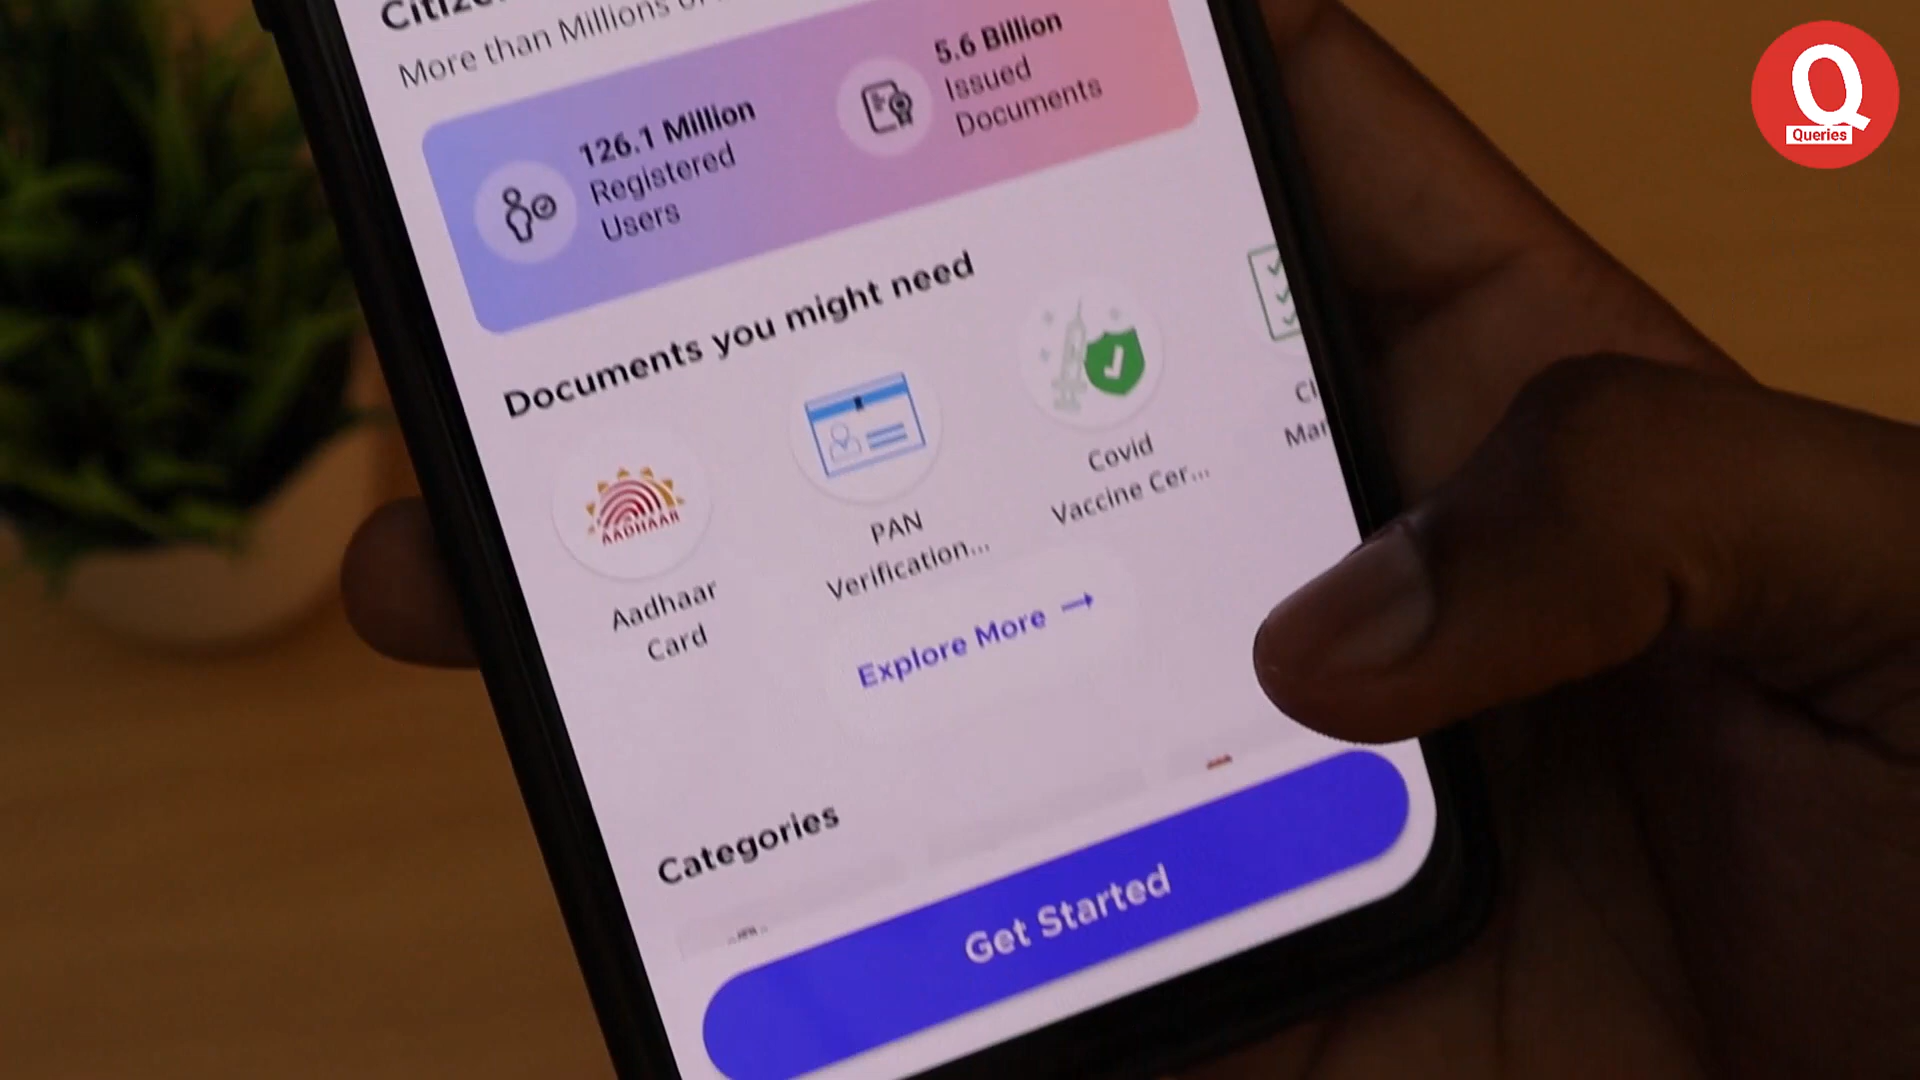 More than Millions
126.1 Million
Registered
Users
5.6 Billion
Issued
Documents
Documents you might need
AADHAAR
Aadhaar
Card
PAN
Verification...
Covid
Vaccine Cer...
Explore More →
Categories
Get Started
Q
Queries